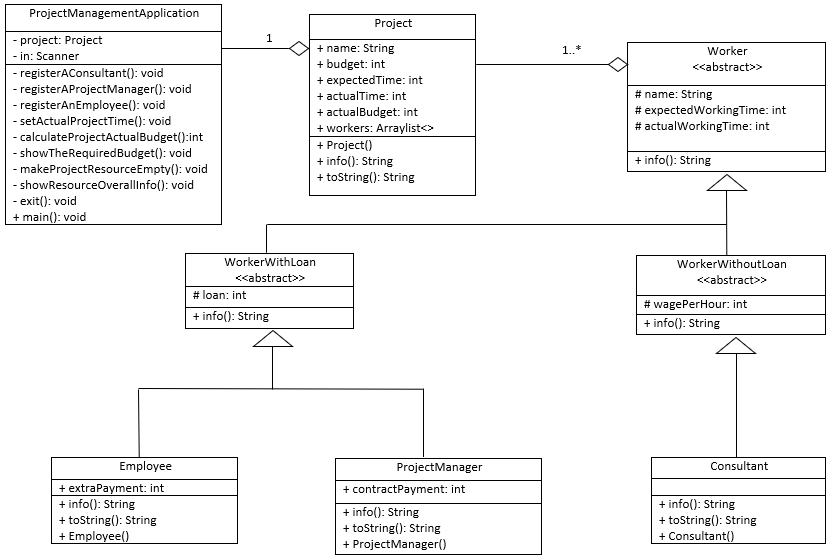 ProjectManagementApplication
- project: Project
- in: Scanner
- registerAConsultant(): void
- registerAProjectManager(): void
- registerAnEmployee(): void
- setActualProjectTime(): void
- calculateProjectActualBudget():int
- showTheRequiredBudget(): void
- makeProjectResourceEmpty(): void
- showResourceOverallInfo(): void
- exit(): void
+ main(): void
1
Project
+ name: String
+ budget: int
+ expectedTime: int
+ actualTime: int
+ actualBudget: int
+ workers: Arraylist<>
+ Project()
+ info(): String
+ toString(): String
1..*
Worker
<<abstract>>
# name: String
# expectedWorkingTime: int
# actualWorkingTime: int
+ info(): String
WorkerWithLoan
<<abstract>>
# loan: int
+ info(): String
WorkerWithoutLoan
<<abstract>>
# wagePerHour: int
+ info(): String
Employee
+ extraPayment: int
+ info(): String
+ toString(): String
+ Employee()
ProjectManager
+ contractPayment: int
+ info(): String
+ toString(): String
+ ProjectManager()
Consultant
+ info(): String
+ toString(): String
+ Consultant()